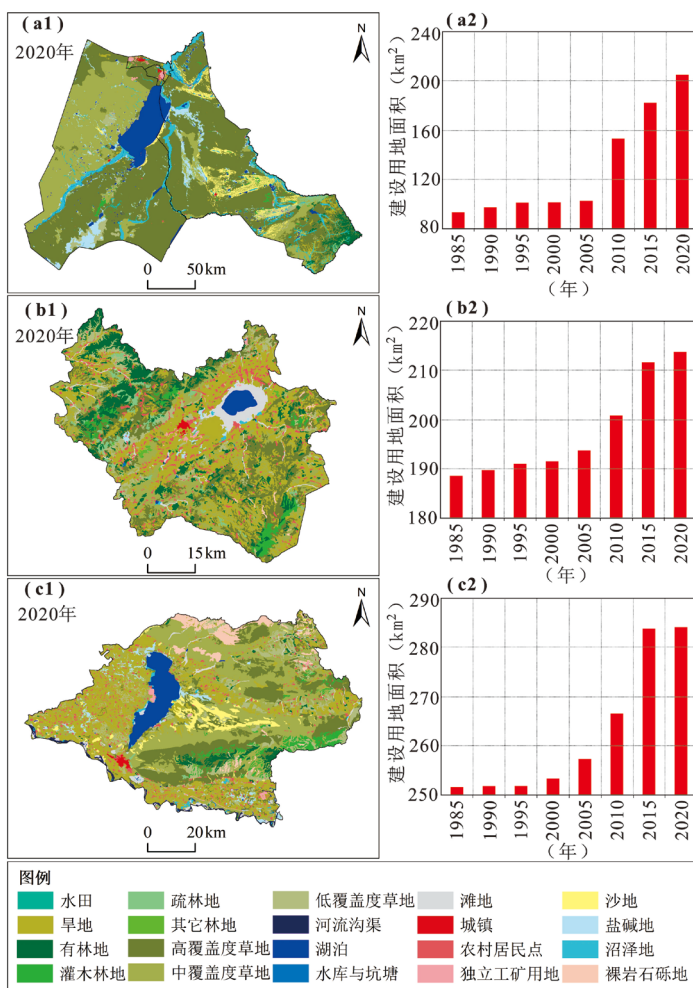 (a1)
2020年
N
0 50km
(a2)
建设用地面积（km²）
240
200
160
120
80
1985 1990 1995 2000 2005 2010 2015 2020
（年）
(b1)
2020年
N
0 15km
(b2)
建设用地面积（km²）
220
210
200
190
180
1985 1990 1995 2000 2005 2010 2015 2020
（年）
(c1)
2020年
N
0 20km
(c2)
建设用地面积（km²）
290
280
270
260
250
1985 1990 1995 2000 2005 2010 2015 2020
（年）
图例
水田 疏林地 低覆盖度草地 滩地 沙地
旱地 其它林地 河流沟渠 城镇 盐碱地
有林地 高覆盖度草地 湖泊 农村居民点 沼泽地
灌木林地 中覆盖度草地 水库与坑塘 独立工矿用地 裸岩石砾地